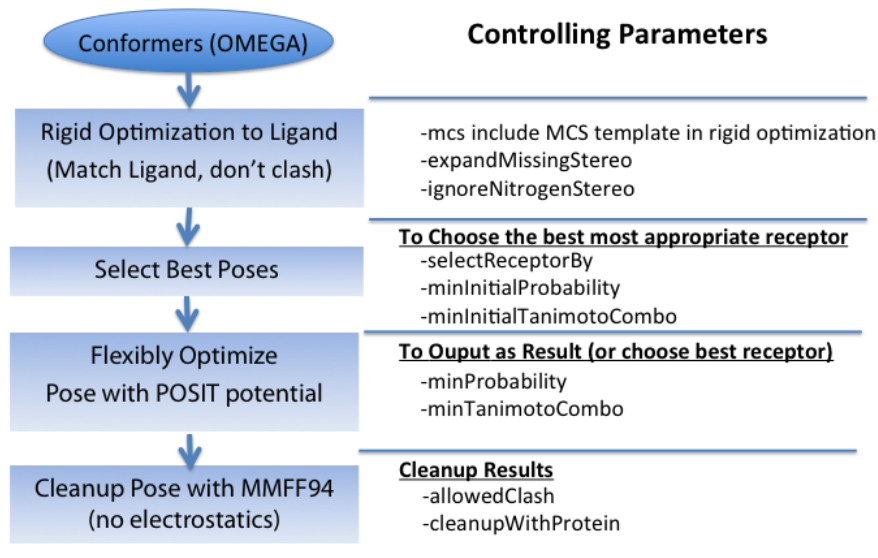 Conformers (OMEGA)
Controlling Parameters
Rigid Optimization to Ligand
(Match Ligand, don't clash)
-mcs include MCS template in rigid optimization
-expandMissingStereo
-ignoreNitrogenStereo
Select Best Poses
To Choose the best most appropriate receptor
-selectReceptorBy
-minInitialProbability
-minInitialTanimotoCombo
Flexibly Optimize
Pose with POSIT potential
To Ouput as Result (or choose best receptor)
-minProbability
-minTanimotoCombo
Cleanup Pose with MMFF94
(no electrostatics)
Cleanup Results
-allowedClash
-cleanupWithProtein